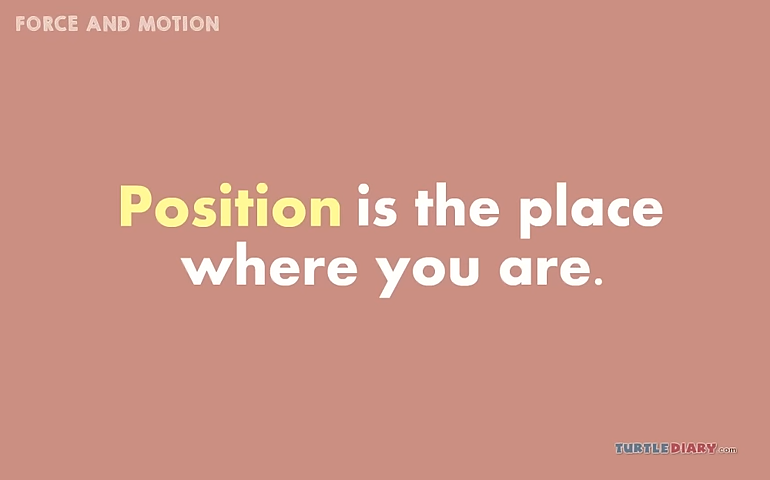 FORCE AND MOTION
Position is the place
where you are.
TURTLEDIARY.com